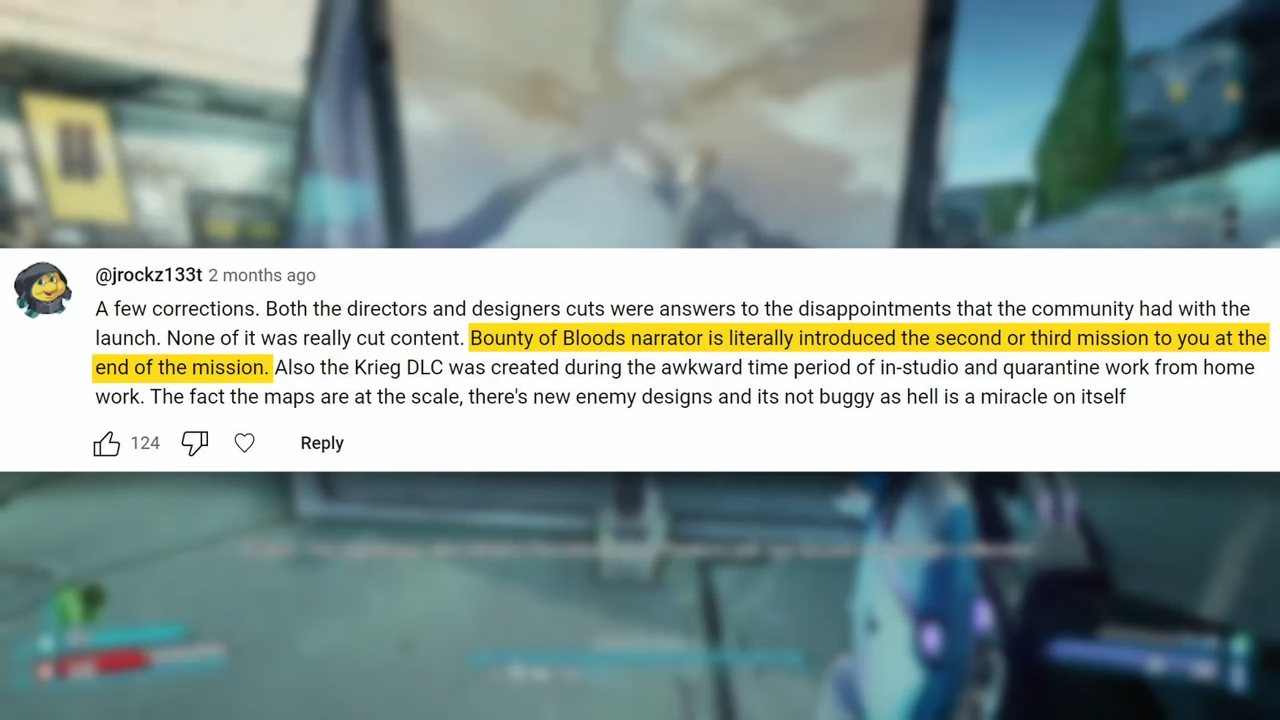 @jrockz133t 2 months ago
A few corrections. Both the directors and designers cuts were answers to the disappointments that the community had with the
launch. None of it was really cut content. Bounty of Bloods narrator is literally introduced the second or third mission to you at the
end of the mission. Also the Krieg DLC was created during the awkward time period of in-studio and quarantine work from home
work. The fact the maps are at the scale, there's new enemy designs and its not buggy as hell is a miracle on itself
124 Reply